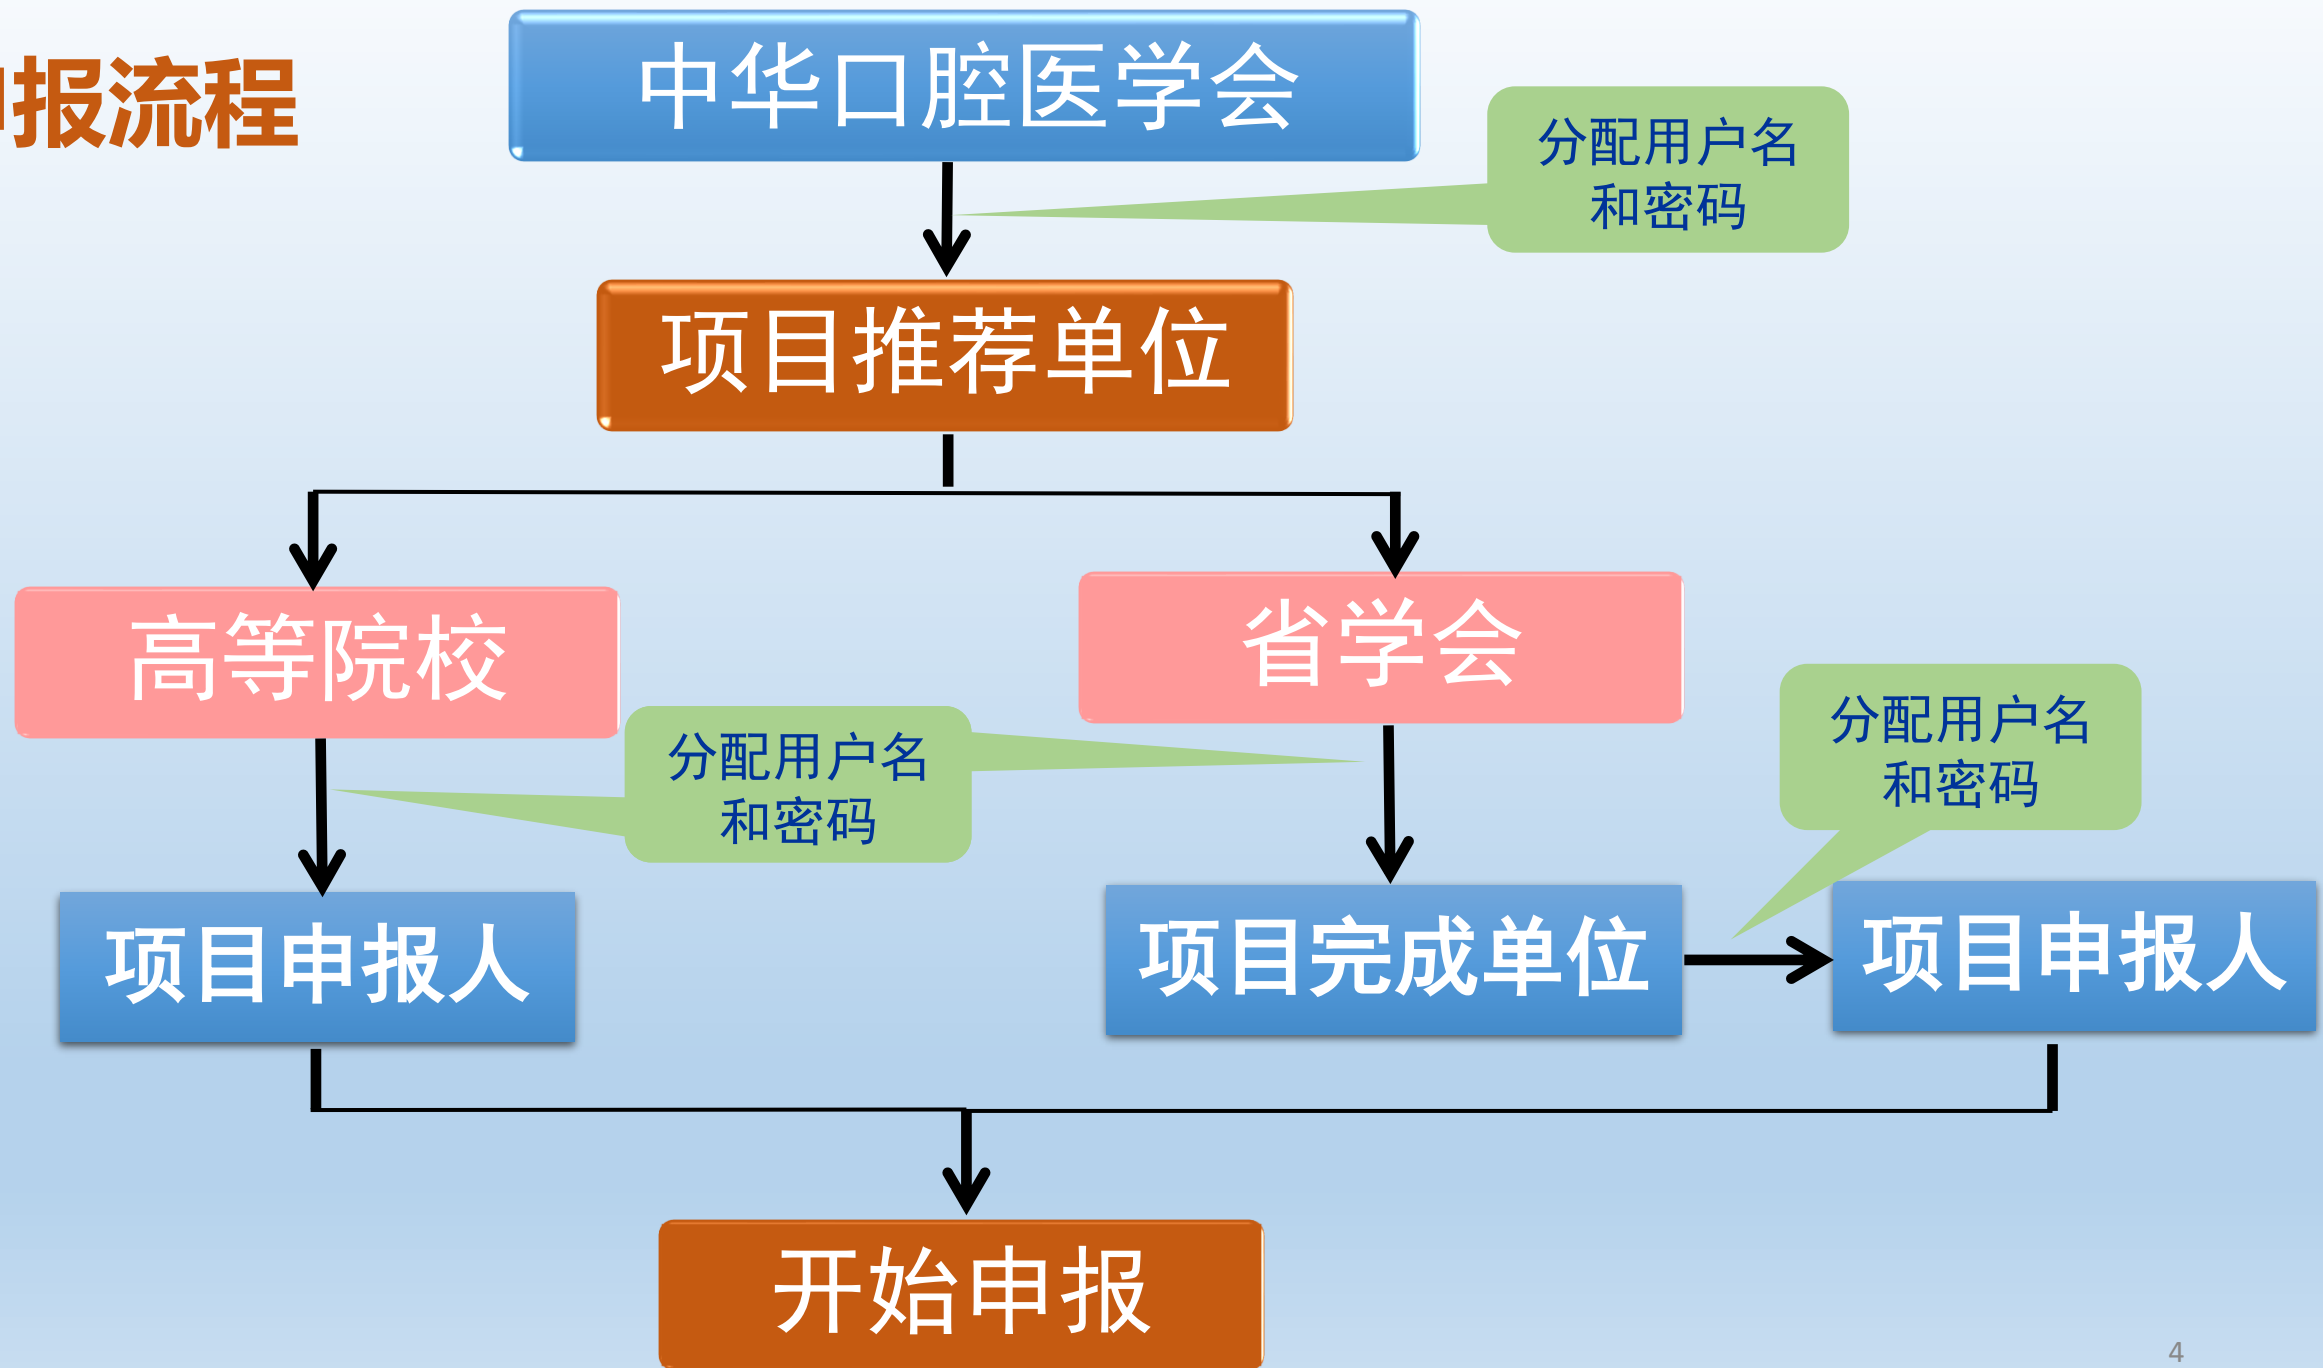 报流程
中华口腔医学会
分配用户名
和密码
项目推荐单位
高等院校
省学会
分配用户名
和密码
分配用户名
和密码
项目申报人
项目完成单位
项目申报人
开始申报
4